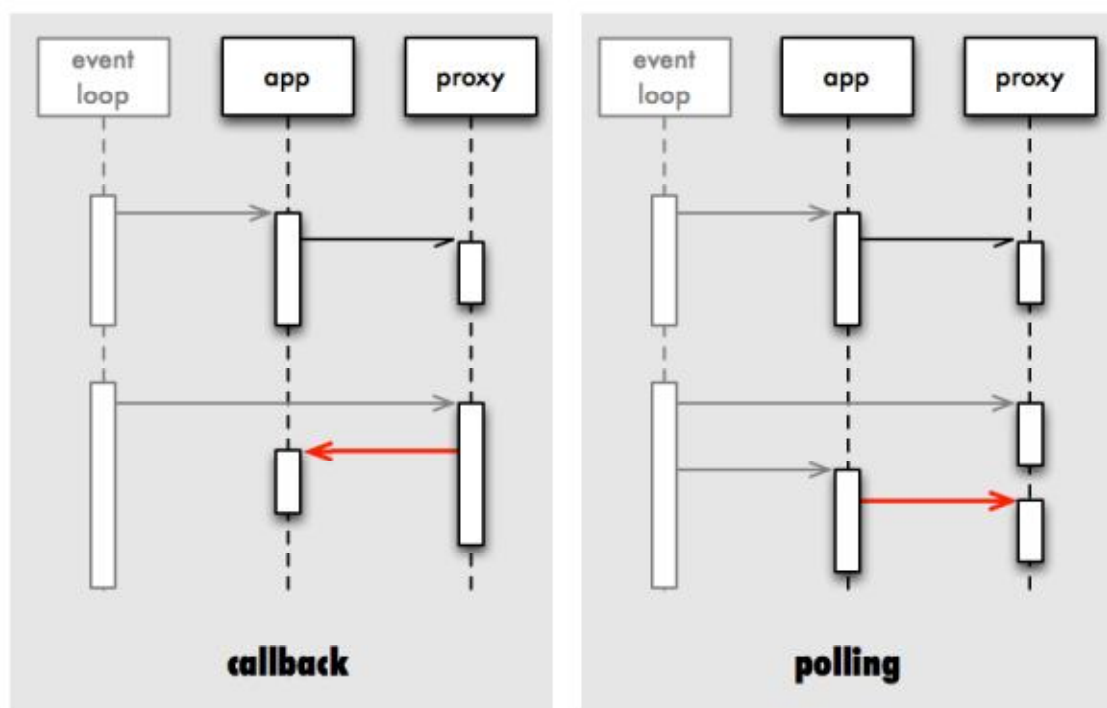 event
loop
app
proxy
callback
event
loop
app
proxy
polling